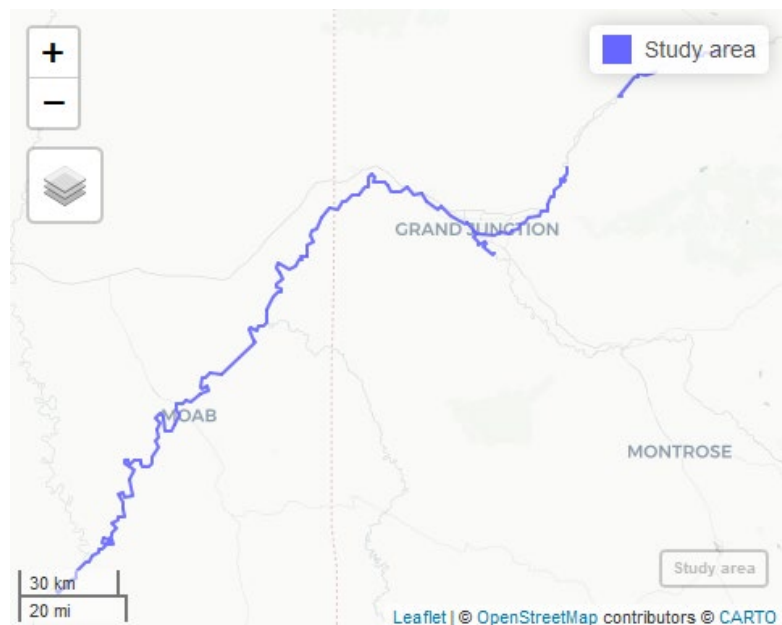 +
Study area
−
GRAND JUNCTION
MOAB
MONTROSE
Study area
30 km
20 mi
Leaflet | © OpenStreetMap contributors © CARTO